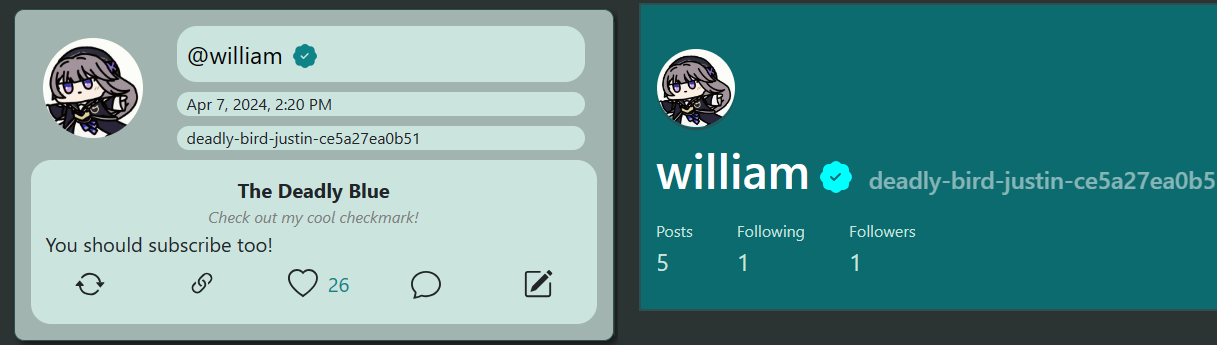 @william
Apr 7, 2024, 2:20 PM
deadly-bird-justin-ce5a27ea0b51
The Deadly Blue
Check out my cool checkmark!
You should subscribe too!
26
william deadly-bird-justin-ce5a27ea0b5
Posts Following Followers
5 1 1